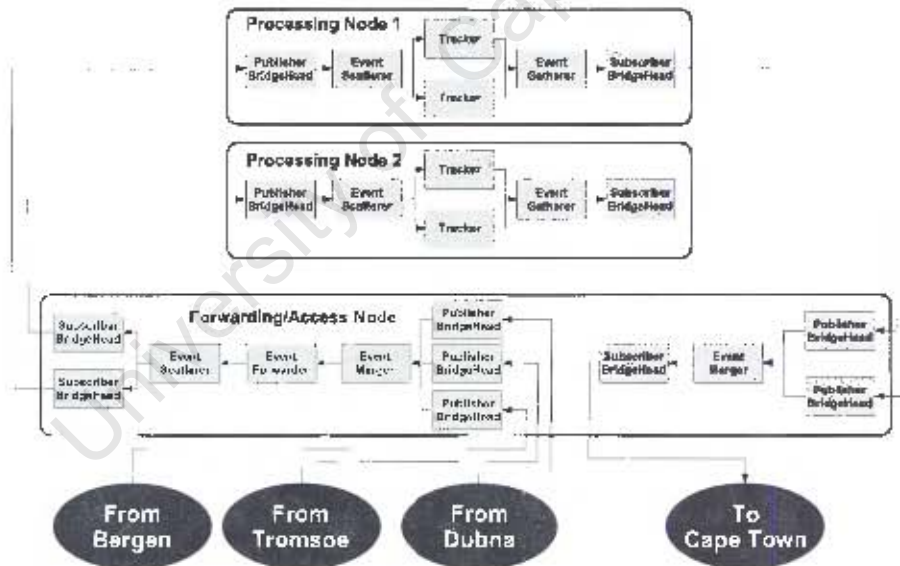 Processing Node 1
Publisher
BridgeHead
Event
Scatterer
Tracker
Tracker
Event
Gatherer
Subscriber
BridgeHead
Processing Node 2
Publisher
BridgeHead
Event
Scatterer
Tracker
Tracker
Event
Gatherer
Subscriber
BridgeHead
Forwarding/Access Node
Subscriber
BridgeHead
Subscriber
BridgeHead
Event
Scatterer
Event
Forwarder
Event
Merger
Publisher
BridgeHead
Publisher
BridgeHead
Publisher
BridgeHead
Subscriber
BridgeHead
Event
Merger
Publisher
BridgeHead
Publisher
BridgeHead
From
Bergen
From
Tromsoe
From
Dubna
To
Cape Town
University of Cap